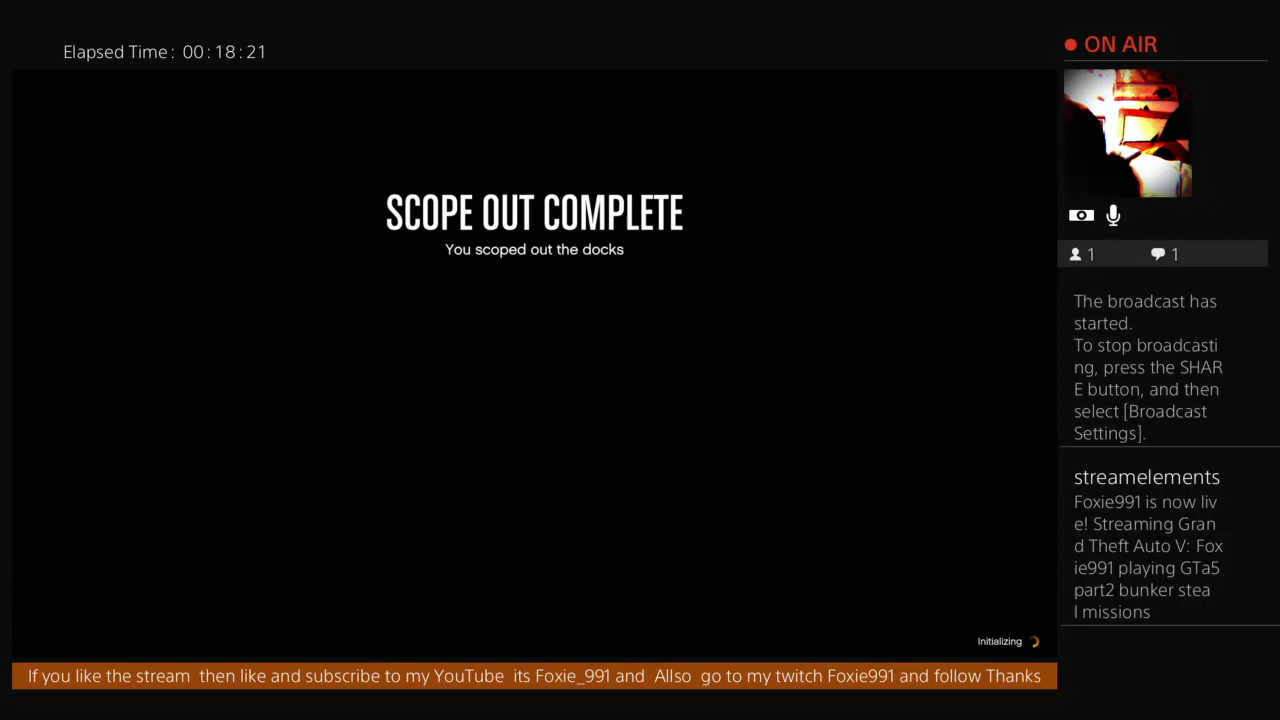 Elapsed Time: 00:18:21
ON AIR
SCOPE OUT COMPLETE
You scoped out the docks
1
1
The broadcast has
started.
To stop broadcasti
ng, press the SHAR
E button, and then
select [Broadcast
Settings].
streamelements
Foxie991 is now liv
e! Streaming Gran
d Theft Auto V: Fox
ie991 playing GTa5
part2 bunker stea
l missions
Initializing
If you like the stream then like and subscribe to my YouTube its Foxie_991 and Allso go to my twitch Foxie991 and follow Thanks